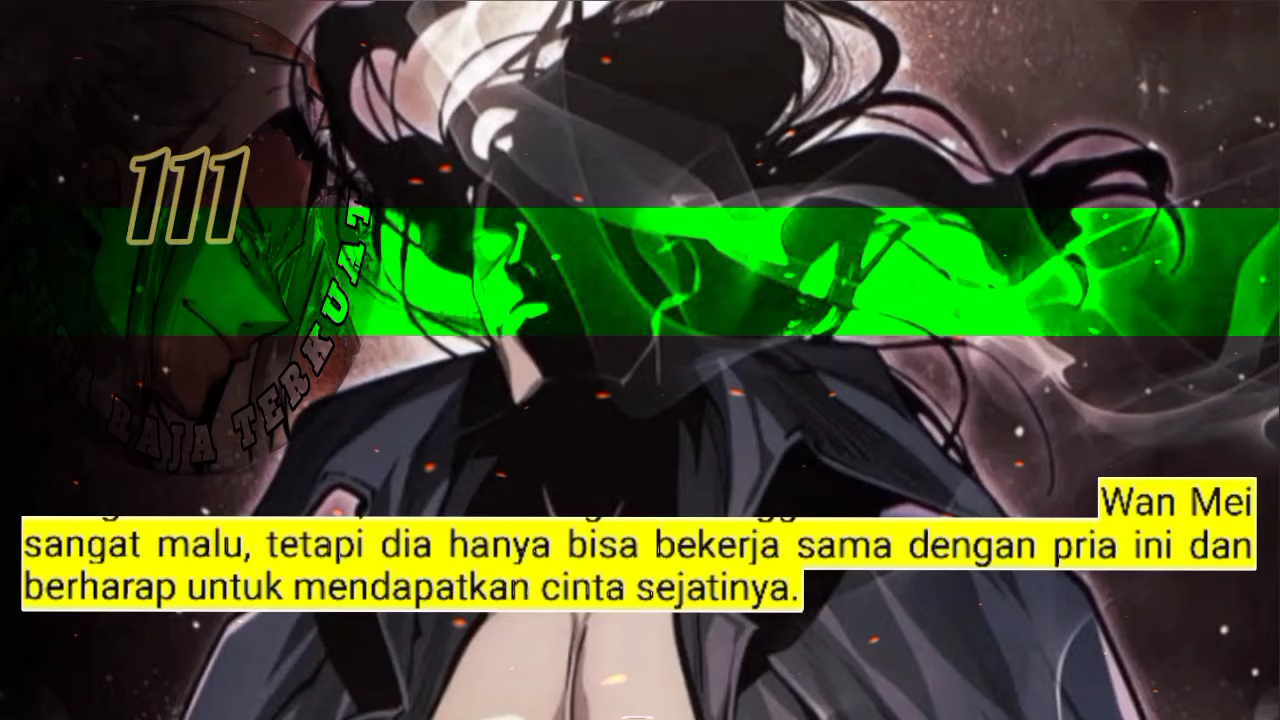 111
RAJA TERKUAT
Wan Mei
sangat malu, tetapi dia hanya bisa bekerja sama dengan pria ini dan
berharap untuk mendapatkan cinta sejatinya.